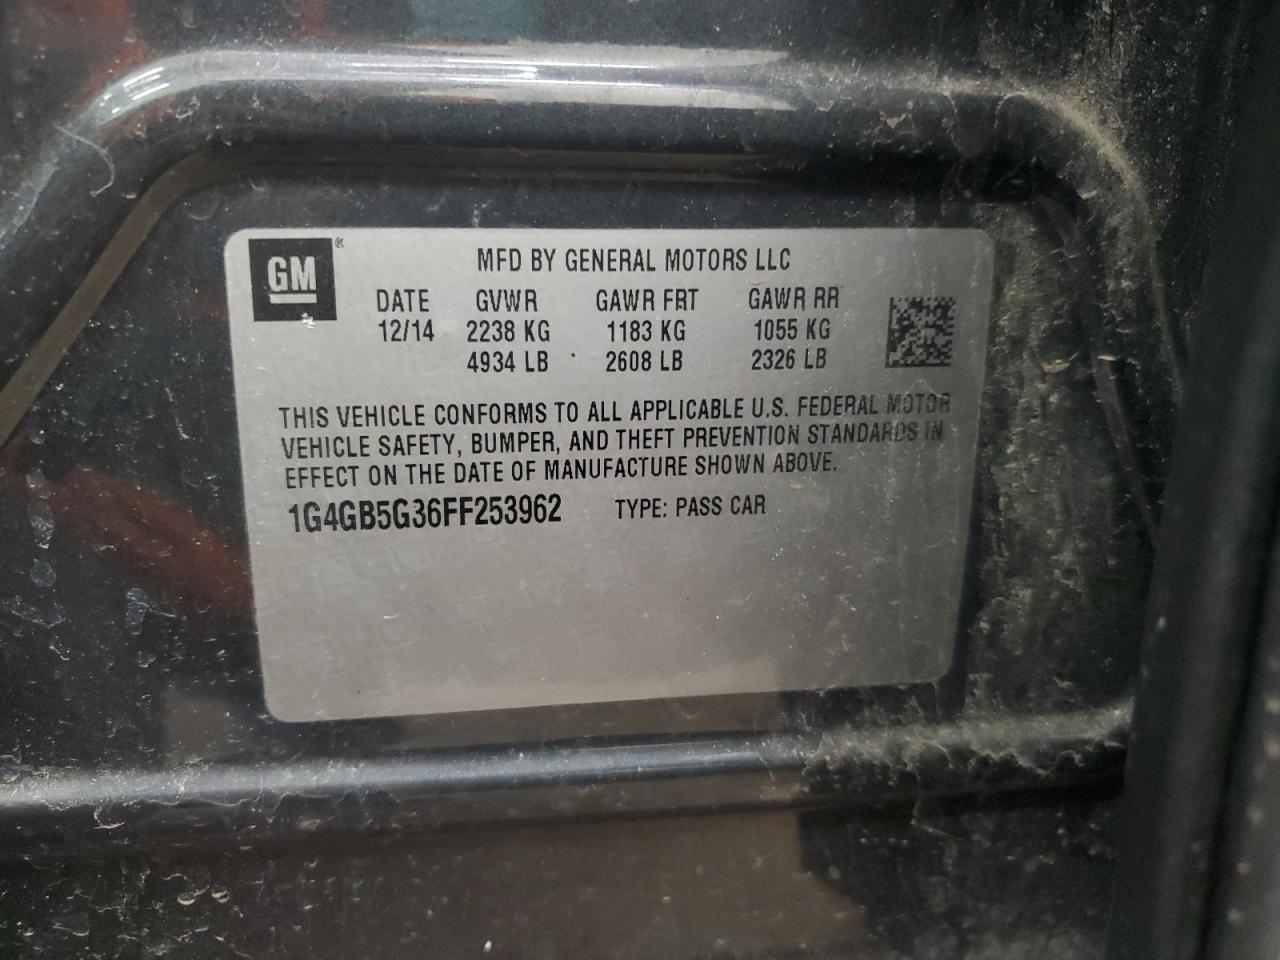 GM ®
MFD BY GENERAL MOTORS LLC
DATE GVWR GAWR FRT GAWR RR
12/14 2238 KG 1183 KG 1055 KG
4934 LB 2608 LB 2326 LB
THIS VEHICLE CONFORMS TO ALL APPLICABLE U.S. FEDERAL MOTOR
VEHICLE SAFETY, BUMPER, AND THEFT PREVENTION STANDARDS IN
EFFECT ON THE DATE OF MANUFACTURE SHOWN ABOVE.
1G4GB5G36FF253962 TYPE: PASS CAR